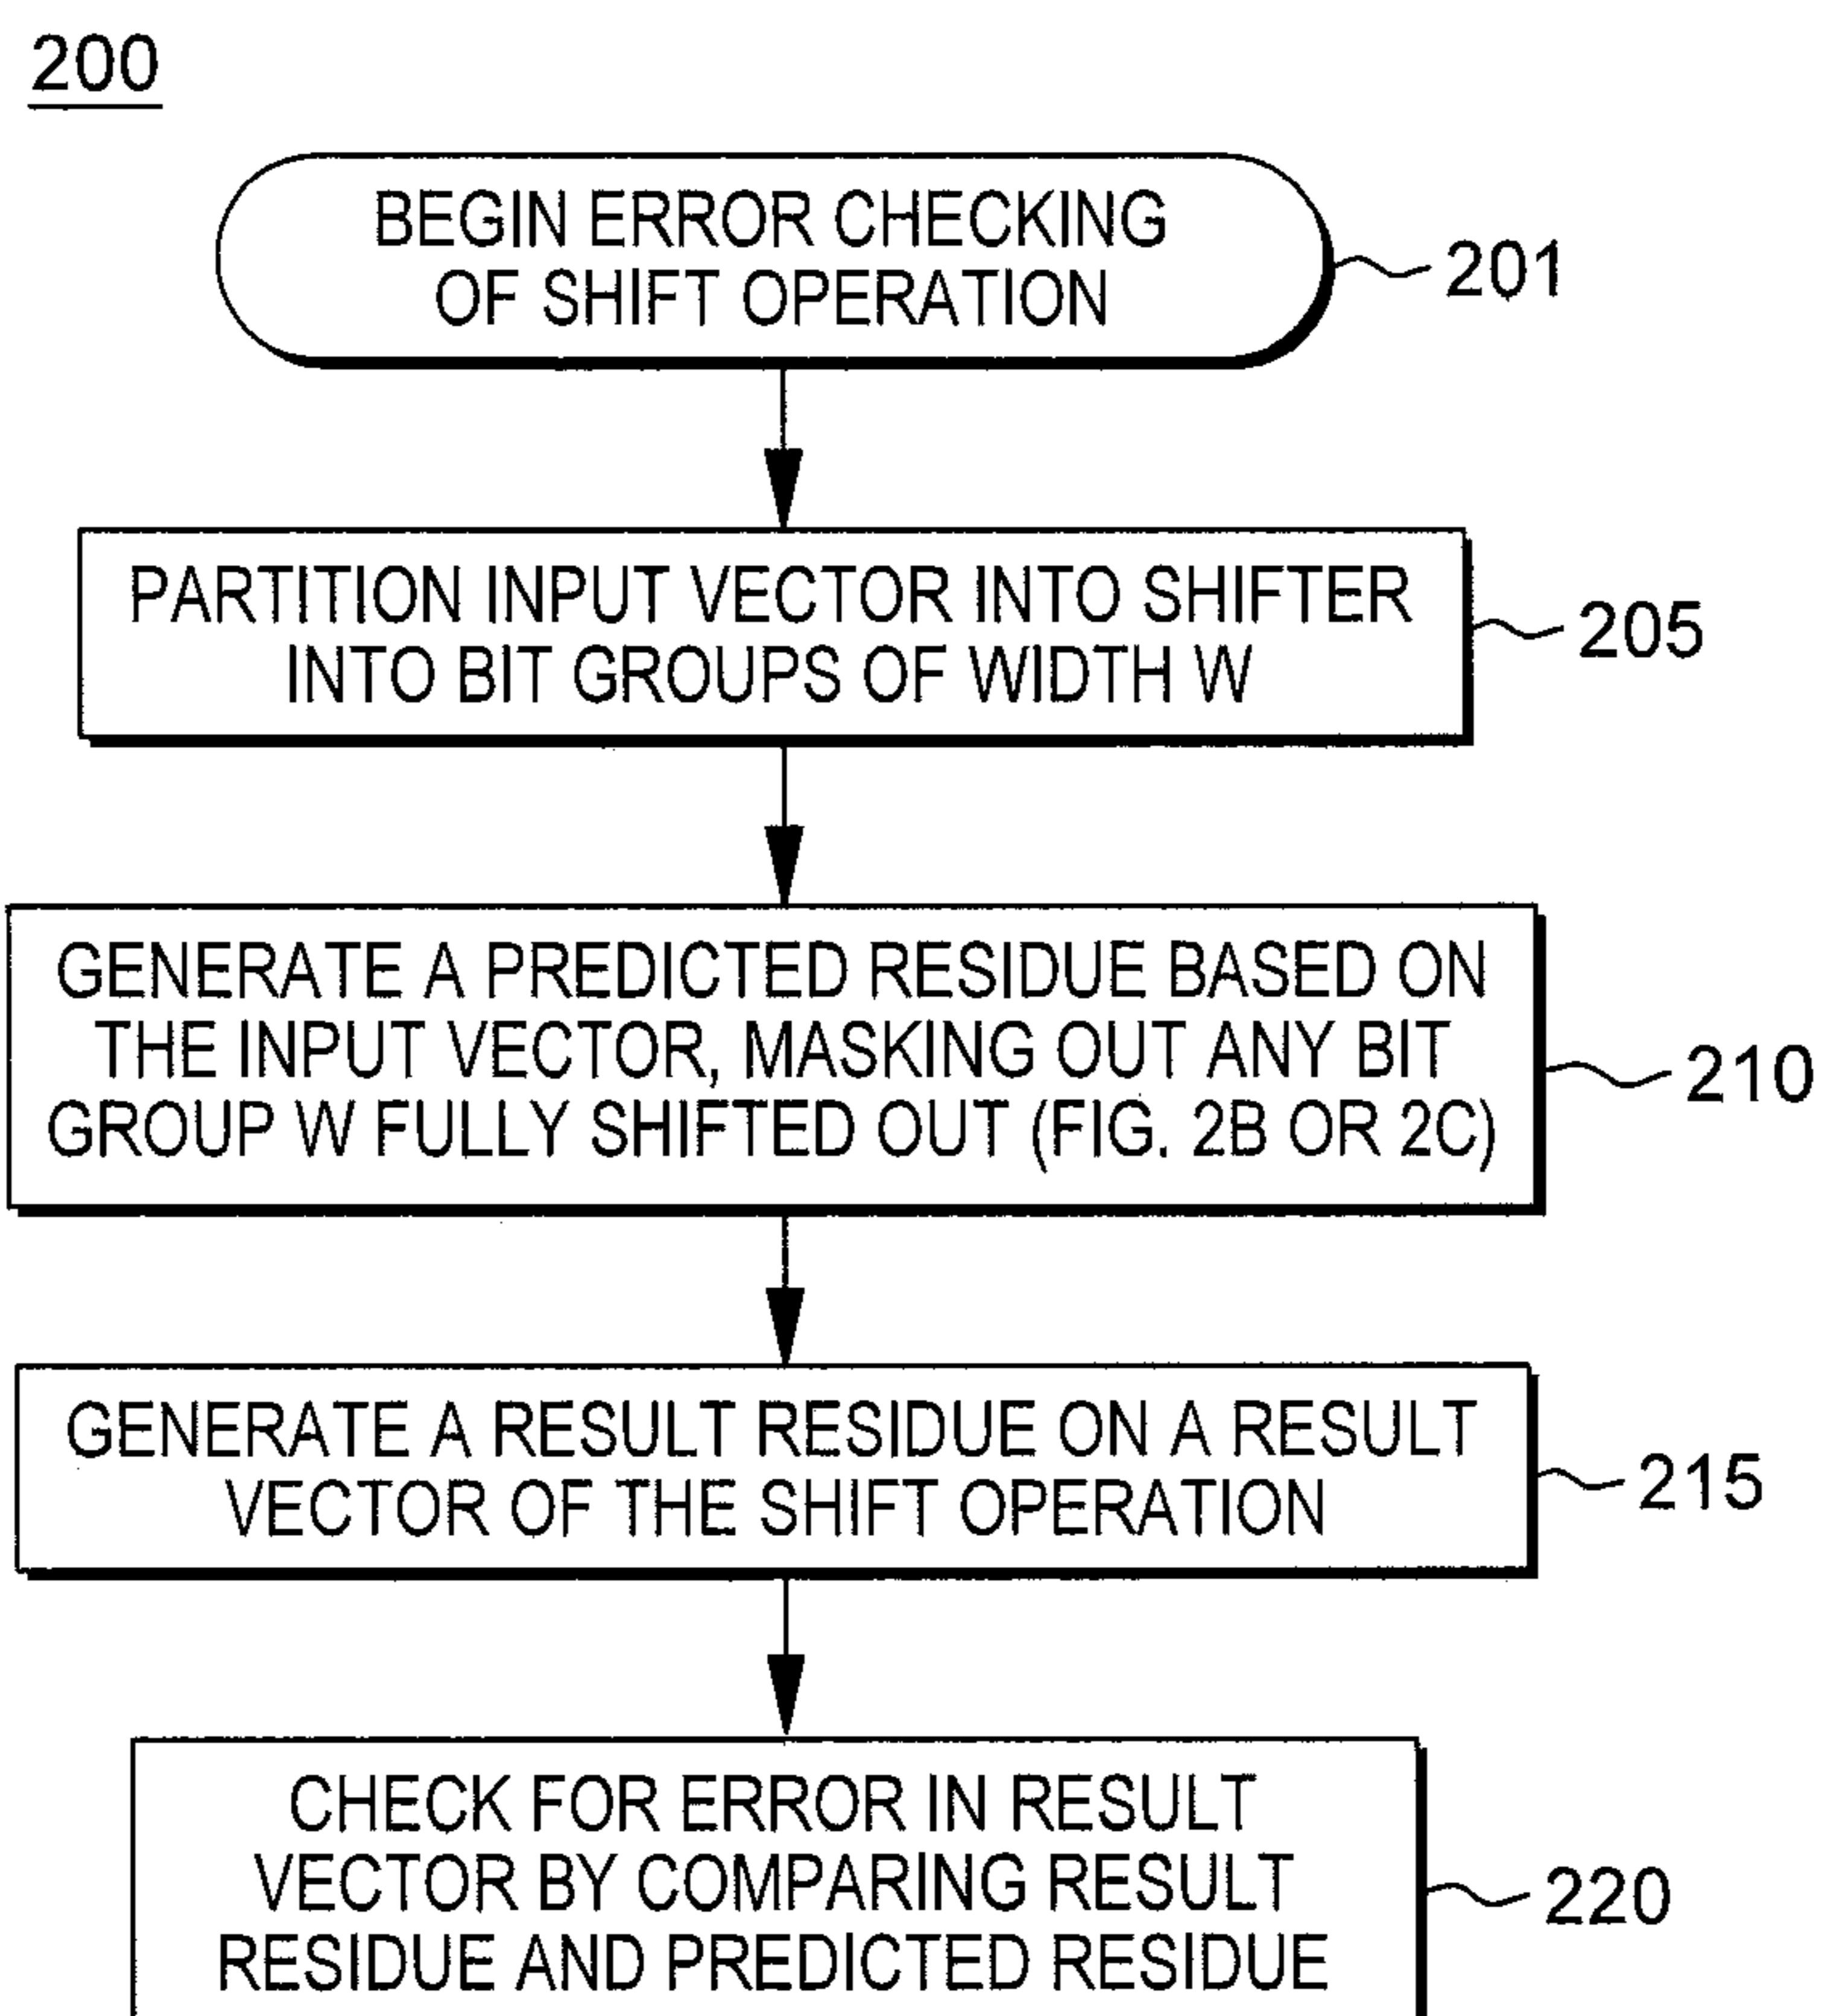 200
BEGIN ERROR CHECKING
OF SHIFT OPERATION
201
PARTITION INPUT VECTOR INTO SHIFTER
INTO BIT GROUPS OF WIDTH W
205
GENERATE A PREDICTED RESIDUE BASED ON
THE INPUT VECTOR, MASKING OUT ANY BIT
GROUP W FULLY SHIFTED OUT (FIG. 2B OR 2C)
210
GENERATE A RESULT RESIDUE ON A RESULT
VECTOR OF THE SHIFT OPERATION
215
CHECK FOR ERROR IN RESULT
VECTOR BY COMPARING RESULT
RESIDUE AND PREDICTED RESIDUE
220